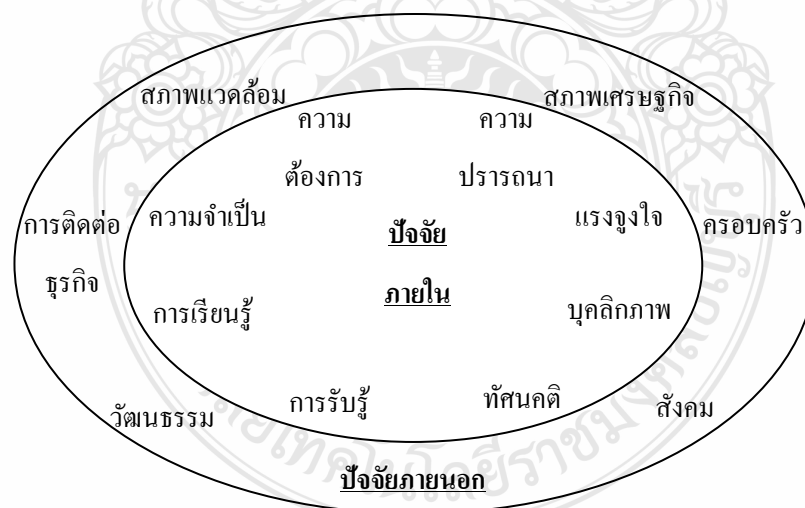 สภาพแวดล้อม
สภาพเศรษฐกิจ
ความ
ต้องการ
ความ
ปรารถนา
การติดต่อ
ธุรกิจ
ความจำเป็น
ปัจจัย
ภายใน
แรงจูงใจ
ครอบครัว
การเรียนรู้
บุคลิกภาพ
วัฒนธรรม
การรับรู้
ทัศนคติ
สังคม
ปัจจัยภายนอก